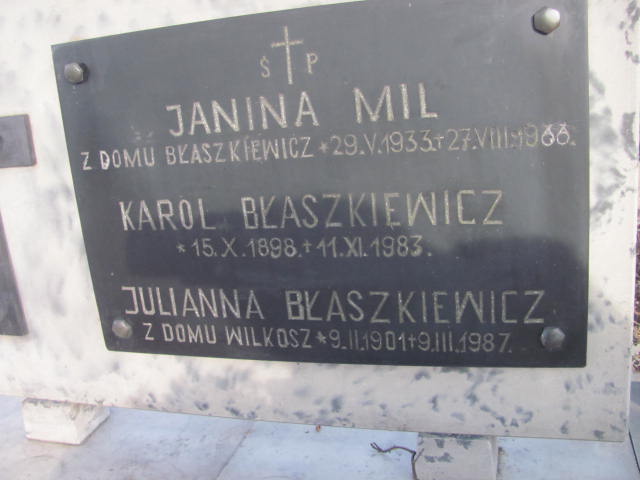 Ś P
JANINA MIL
Z DOMU BŁASZKIEWICZ *29.V.1933+27.VIII.1966.
KAROL BŁASZKIEWICZ
*15.X.1898.+11.XI.1983.
JULIANNA BŁASZKIEWICZ
Z DOMU WILKOSZ*9.II.1901+9.III.1987.